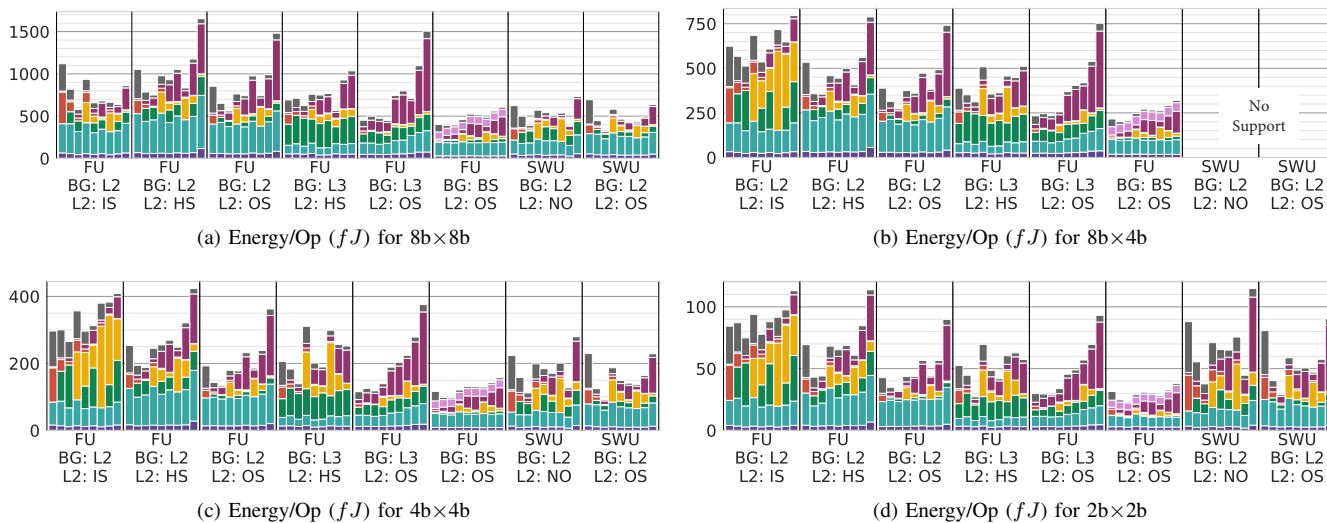 1500
1000
500
0
FU FU FU FU FU FU SWU SWU
BG: L2 BG: L2 BG: L2 BG: L3 BG: L3 BG: BS BG: L2 BG: L2
L2: IS L2: HS L2: OS L2: HS L2: OS L2: OS L2: NO L2: OS
(a) Energy/Op (fJ) for 8b×8b
750
500
250
0
No
Support
FU FU FU FU FU FU SWU SWU
BG: L2 BG: L2 BG: L2 BG: L3 BG: L3 BG: BS BG: L2 BG: L2
L2: IS L2: HS L2: OS L2: HS L2: OS L2: OS L2: NO L2: OS
(b) Energy/Op (fJ) for 8b×4b
400
200
0
FU FU FU FU FU FU SWU SWU
BG: L2 BG: L2 BG: L2 BG: L3 BG: L3 BG: BS BG: L2 BG: L2
L2: IS L2: HS L2: OS L2: HS L2: OS L2: OS L2: NO L2: OS
(c) Energy/Op (fJ) for 4b×4b
100
50
0
FU FU FU FU FU FU SWU SWU
BG: L2 BG: L2 BG: L2 BG: L3 BG: L3 BG: BS BG: L2 BG: L2
L2: IS L2: HS L2: OS L2: HS L2: OS L2: OS L2: NO L2: OS
(d) Energy/Op (fJ) for 2b×2b